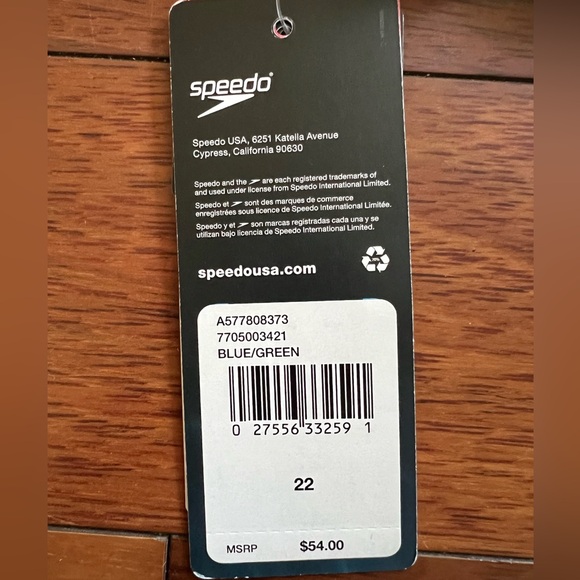 speedo®
Speedo USA, 6251 Katella Avenue
Cypress, California 90630
Speedo and the are each registered trademarks of
and used under license from Speedo International Limited.
Speedo et sont des marques de commerce
enregistrées sous licence de Speedo International Limitée.
Speedo y et son marcas registradas cada una y se
utilizan bajo licencia de Speedo International Limited.
speedousa.com
A577808373
7705003421
BLUE/GREEN
0 27556 33259 1
22
MSRP $54.00